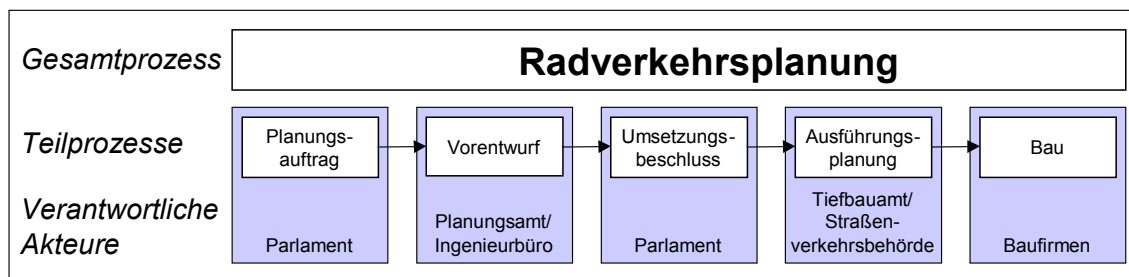 Gesamtprozess
Radverkehrsplanung
Teilprozesse
Planungs-
auftrag
Vorentwurf
Umsetzungs-
beschluss
Ausführungs-
planung
Bau
Verantwortliche
Akteure
Parlament
Planungsamt/
Ingenieurbüro
Parlament
Tiefbauamt/
Straßen-
verkehrsbehörde
Baufirmen